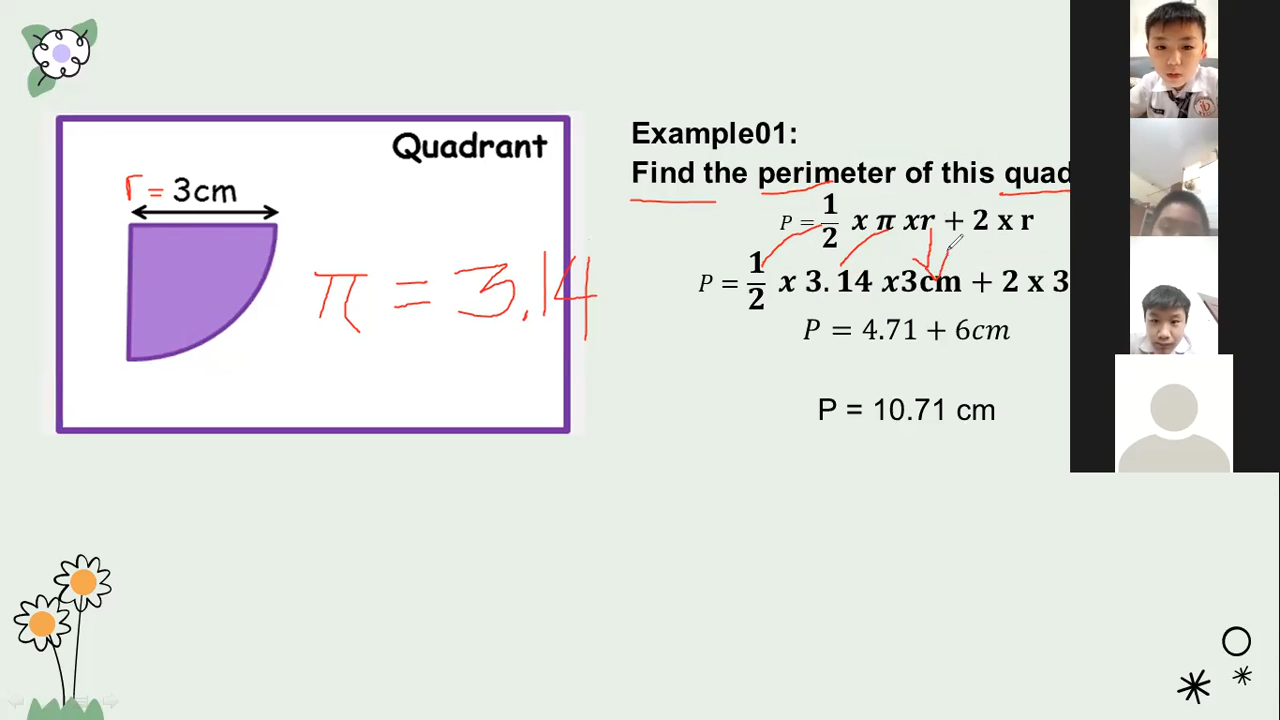 Quadrant
r = 3cm
π = 3.14
Example01:
Find the perimeter of this quad
P = 1/2 x π x r + 2 x r
P = 1/2 x 3.14 x3cm + 2 x 3
P = 4.71 + 6cm
P = 10.71 cm